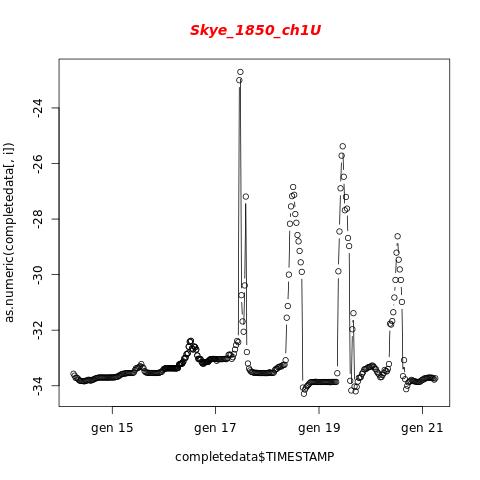 Skye_1850_ch1U
as.numeric(completedata[, i])
-24
-26
-28
-30
-32
-34
gen 15
gen 17
gen 19
gen 21
completedata$TIMESTAMP